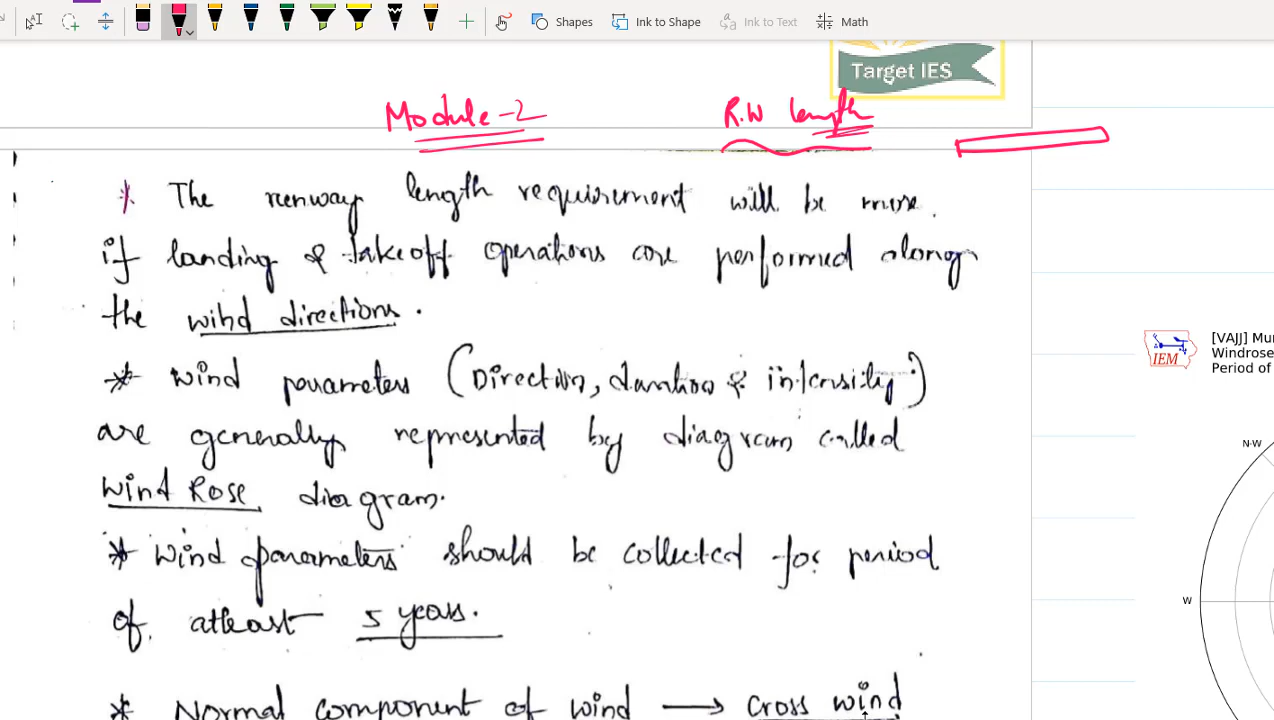 Shapes Ink to Shape Ink to Text Math
Target IES
Module-2 R.W length
* The runway length requirement will be more.
if landing & takeoff operations are performed along
the wind directions.
* wind parameters (Direction, duration & intensity)
are generally represented by diagram called
Wind Rose diagram.
* Wind parameters should be collected for period
of. atleast 5 years.
* Normal component of wind → cross wind
IEM
[VAJJ] Mu
Windrose
Period of
N-W
W